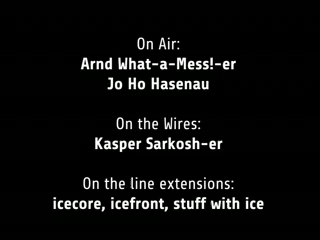 On Air:
Arnd What-a-Mess!-er
Jo Ho Hasenau
On the Wires:
Kasper Sarkosh-er
On the line extensions:
icecore, icefront, stuff with ice